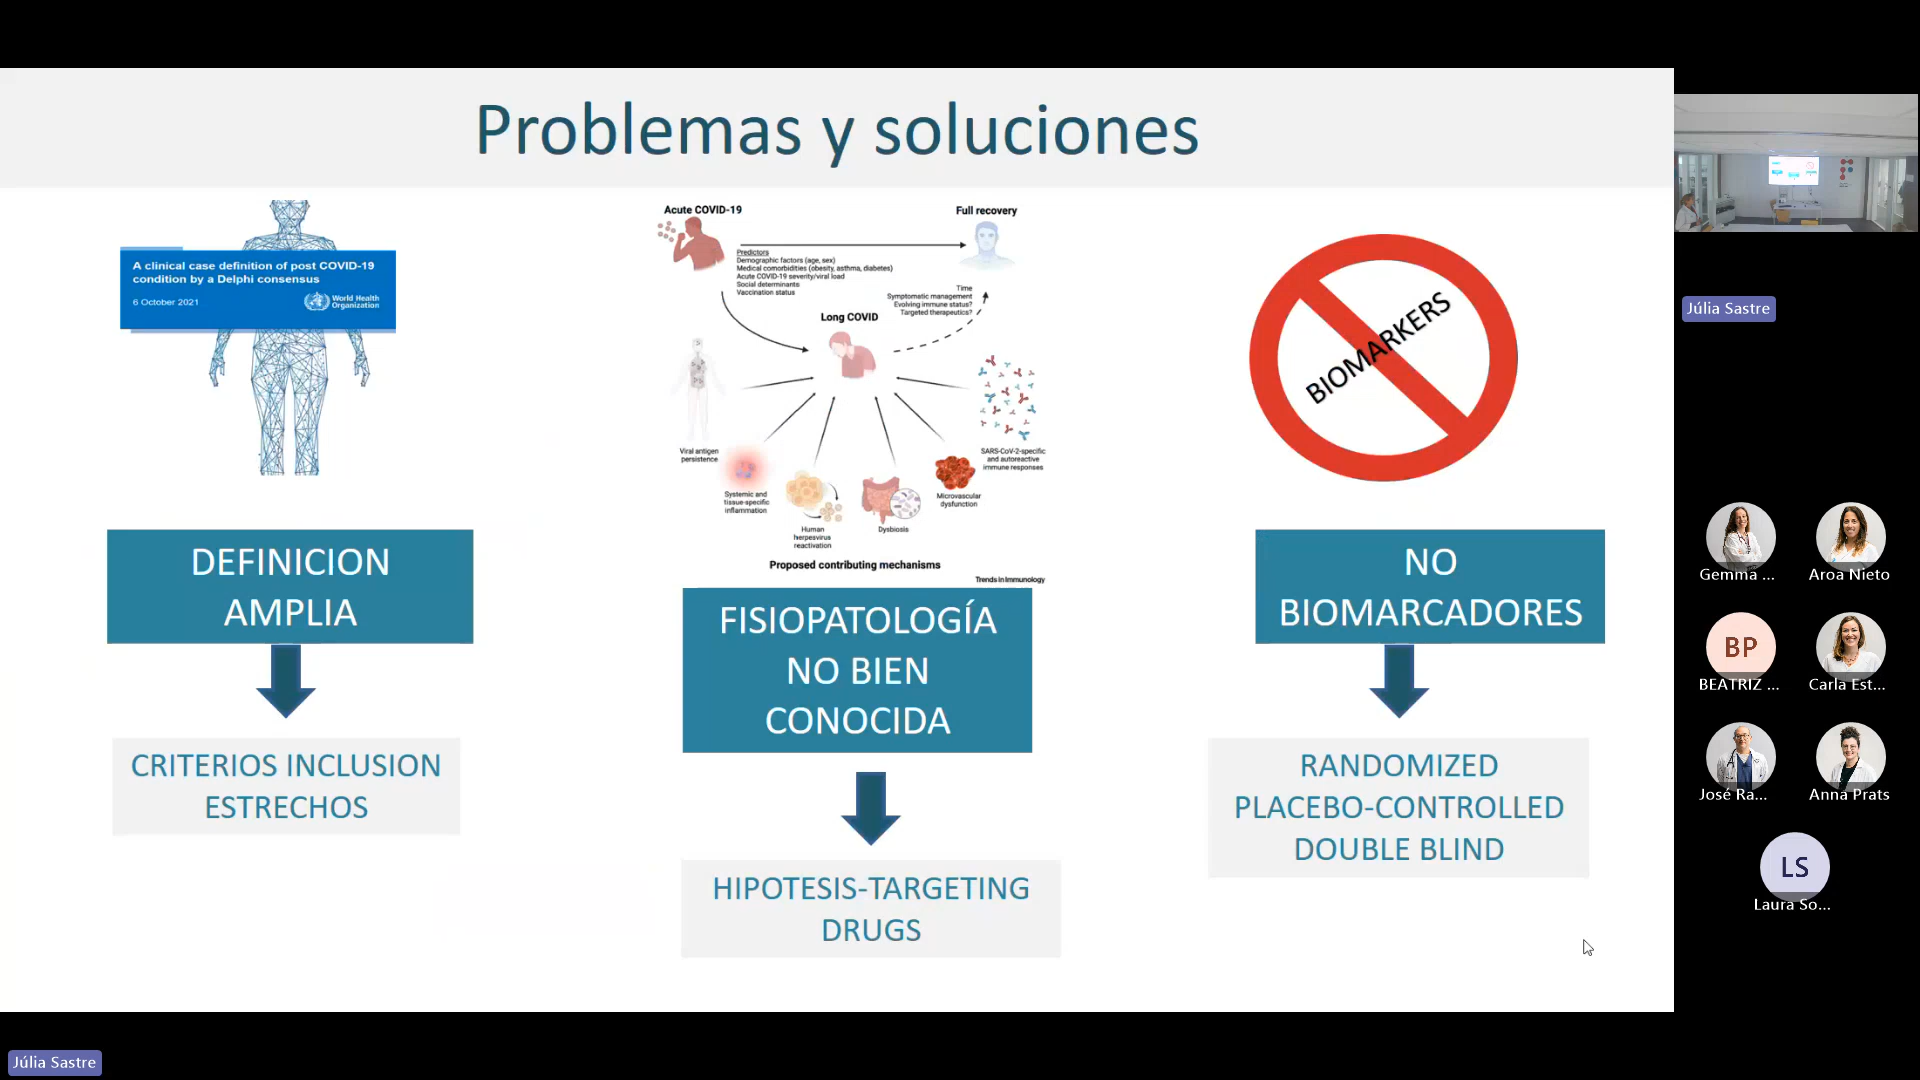 Problemas y soluciones
A clinical case definition of post COVID-19
condition by a Delphi consensus
6 October 2021
World Health
Organization
DEFINICION
AMPLIA
CRITERIOS INCLUSION
ESTRECHOS
Acute COVID-19
Full recovery
Predictors
Demographic factors (age, sex)
Medical comorbidities (obesity, asthma, diabetes)
Acute COVID-19 severity/viral load
Social determinants
Vaccination status
Time
Symptomatic management
Evolving immune status?
Targeted therapeutics?
Long COVID
Viral antigen
persistence
Systemic and
tissue-specific
inflammation
Human
herpesvirus
reactivation
Dysbiosis
Microvascular
dysfunction
SARS-CoV-2-specific
and autoreactive
immune responses
Proposed contributing mechanisms
Trends in Immunology
FISIOPATOLOGÍA
NO BIEN
CONOCIDA
HIPOTESIS-TARGETING
DRUGS
BIOMARKERS
NO
BIOMARCADORES
RANDOMIZED
PLACEBO-CONTROLLED
DOUBLE BLIND
Júlia Sastre
Gemma ...
Aroa Nieto
BP
BEATRIZ ...
Carla Est...
José Ra...
Anna Prats
LS
Laura So...
Júlia Sastre